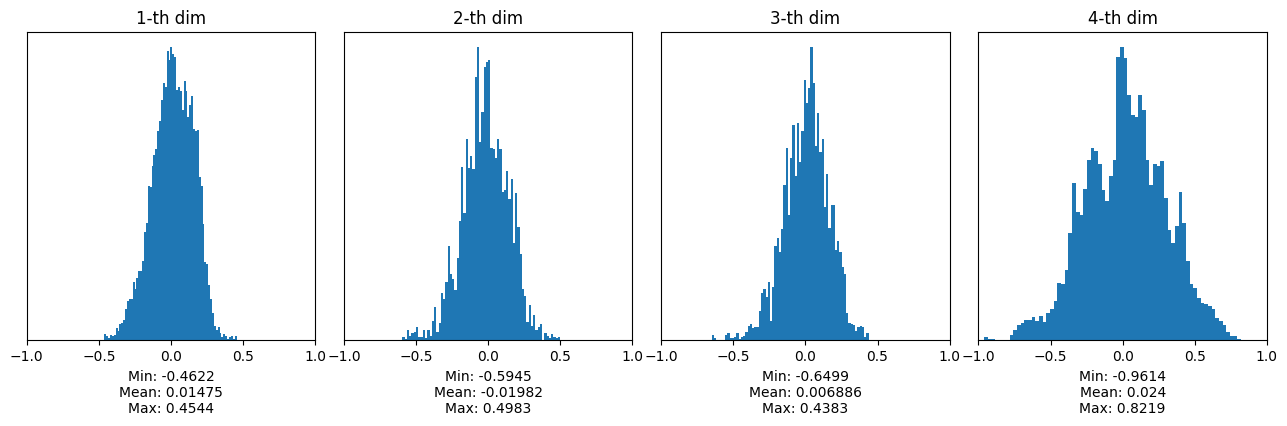 1-th dim
2-th dim
3-th dim
4-th dim
−1.0 −0.5 0.0 0.5 1.0
−1.0 −0.5 0.0 0.5 1.0
−1.0 −0.5 0.0 0.5 1.0
−1.0 −0.5 0.0 0.5 1.0
Min: -0.4622
Mean: 0.01475
Max: 0.4544
Min: -0.5945
Mean: -0.01982
Max: 0.4983
Min: -0.6499
Mean: 0.006886
Max: 0.4383
Min: -0.9614
Mean: 0.024
Max: 0.8219